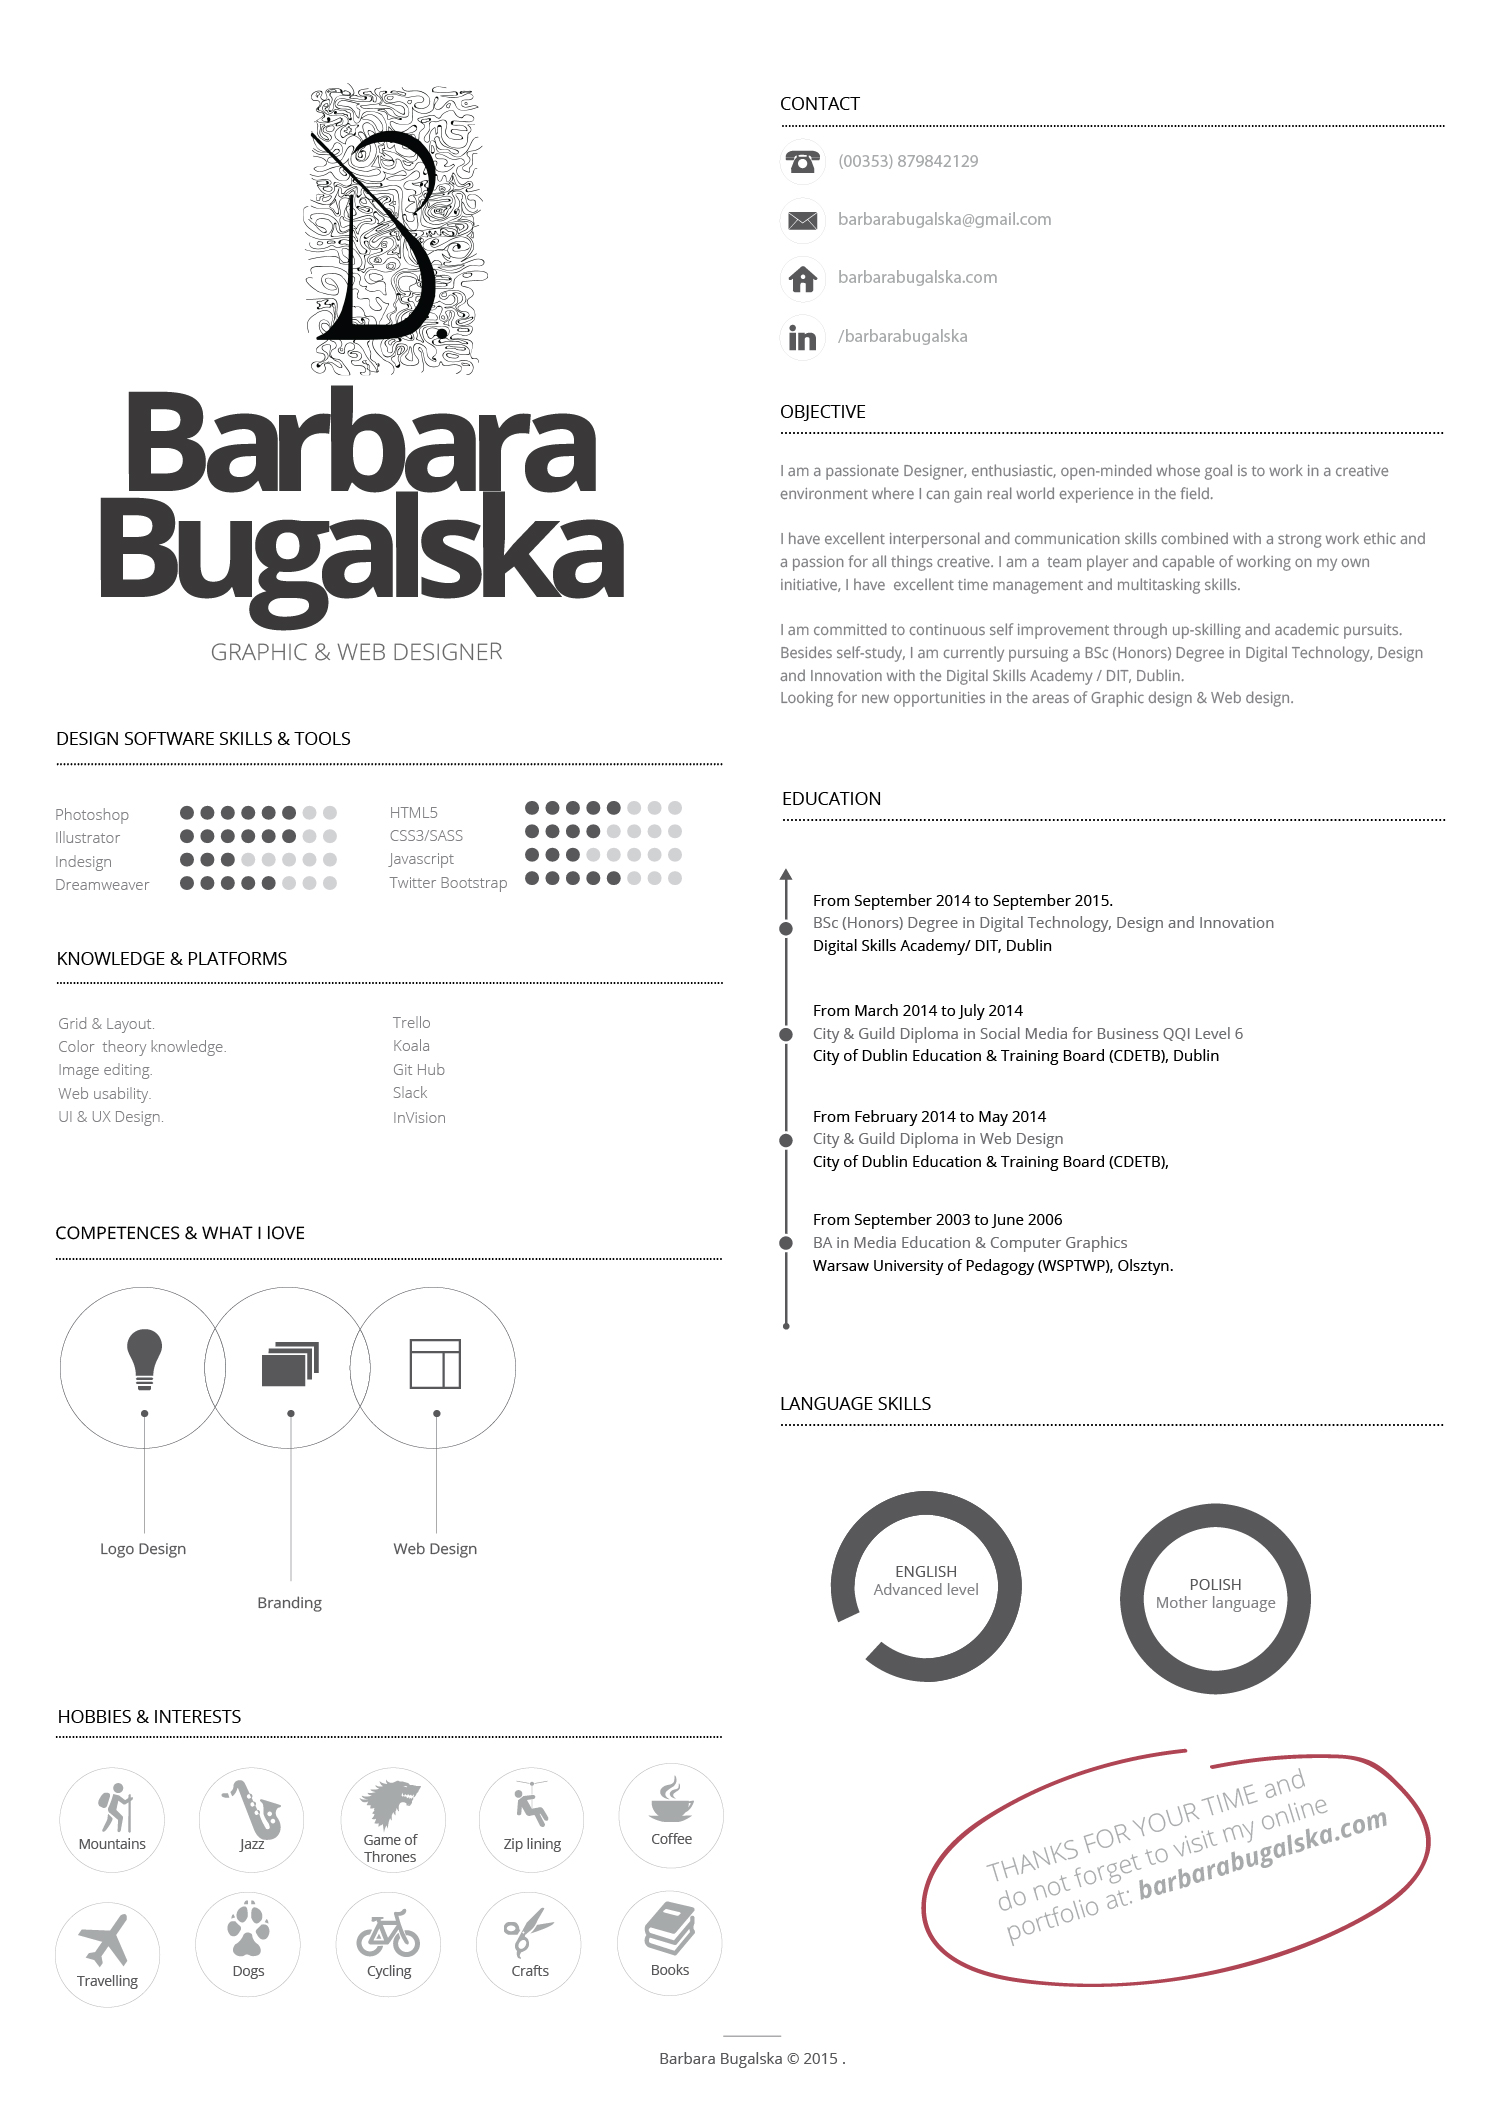 B.
Barbara
Bugalska
GRAPHIC & WEB DESIGNER
DESIGN SOFTWARE SKILLS & TOOLS
Photoshop
Illustrator
Indesign
Dreamweaver
HTML5
CSS3/SASS
Javascript
Twitter Bootstrap
KNOWLEDGE & PLATFORMS
Grid & Layout.
Color  theory knowledge.
Image editing.
Web usability.
UI & UX Design.
Trello
Koala
Git Hub
Slack
InVision
COMPETENCES & WHAT I lOVE
Logo Design
Branding
Web Design
HOBBIES & INTERESTS
Mountains
Jazz
Game of
Thrones
Zip lining
Coffee
Travelling
Dogs
Cycling
Crafts
Books
CONTACT
(00353) 879842129
barbarabugalska@gmail.com
barbarabugalska.com
in /barbarabugalska
OBJECTIVE
I am a passionate Designer, enthusiastic, open-minded whose goal is to work in a creative
environment where I can gain real world experience in the field.
I have excellent interpersonal and communication skills combined with a strong work ethic and
a passion for all things creative. I am a  team player and capable of working on my own
initiative, I have  excellent time management and multitasking skills.
I am committed to continuous self improvement through up-skilling and academic pursuits.
Besides self-study, I am currently pursuing a BSc (Honors) Degree in Digital Technology, Design
and Innovation with the Digital Skills Academy / DIT, Dublin.
Looking for new opportunities in the areas of Graphic design & Web design.
EDUCATION
From September 2014 to September 2015.
BSc (Honors) Degree in Digital Technology, Design and Innovation
Digital Skills Academy/ DIT, Dublin
From March 2014 to July 2014
City & Guild Diploma in Social Media for Business QQI Level 6
City of Dublin Education & Training Board (CDETB), Dublin
From February 2014 to May 2014
City & Guild Diploma in Web Design
City of Dublin Education & Training Board (CDETB),
From September 2003 to June 2006
BA in Media Education & Computer Graphics
Warsaw University of Pedagogy (WSPTWP), Olsztyn.
LANGUAGE SKILLS
ENGLISH
Advanced level
POLISH
Mother language
THANKS FOR YOUR TIME and
do not forget to visit my online
portfolio at: barbarabugalska.com
Barbara Bugalska © 2015 .